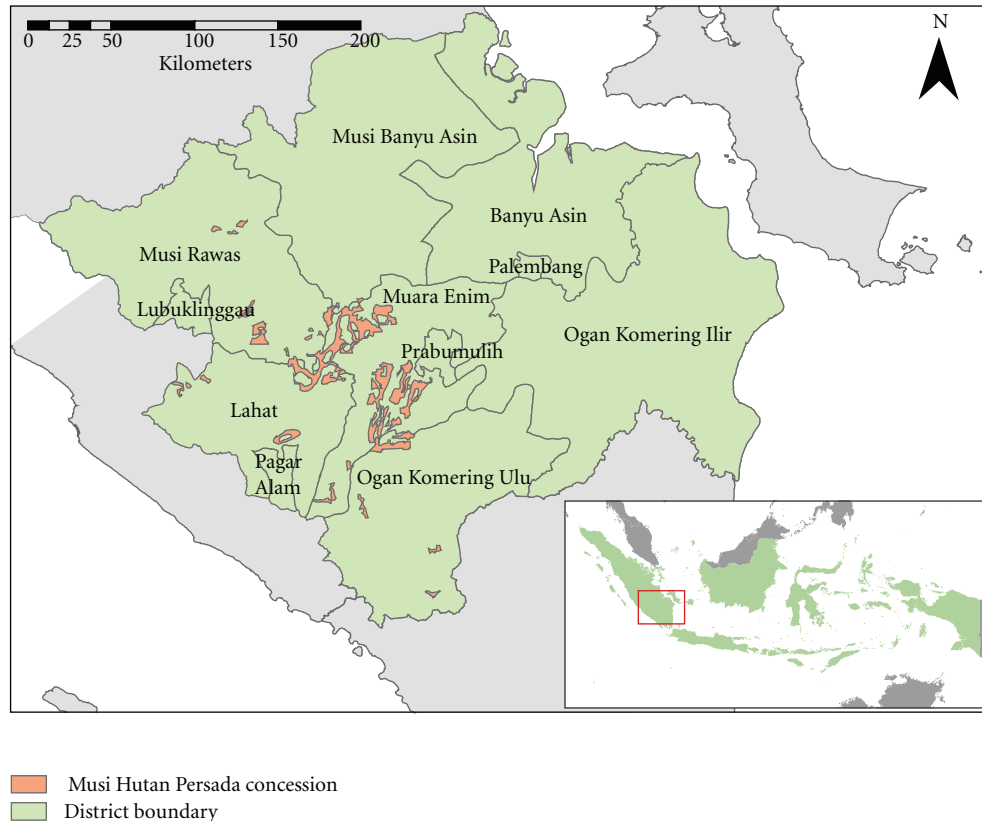 0 25 50 100 150 200
Kilometers
N
Musi Banyu Asin
Banyu Asin
Musi Rawas
Palembang
Muara Enim
Lubuklinggau
Ogan Komering Ilir
Prabumulih
Lahat
Pagar
Alam
Ogan Komering Ulu
Musi Hutan Persada concession
District boundary